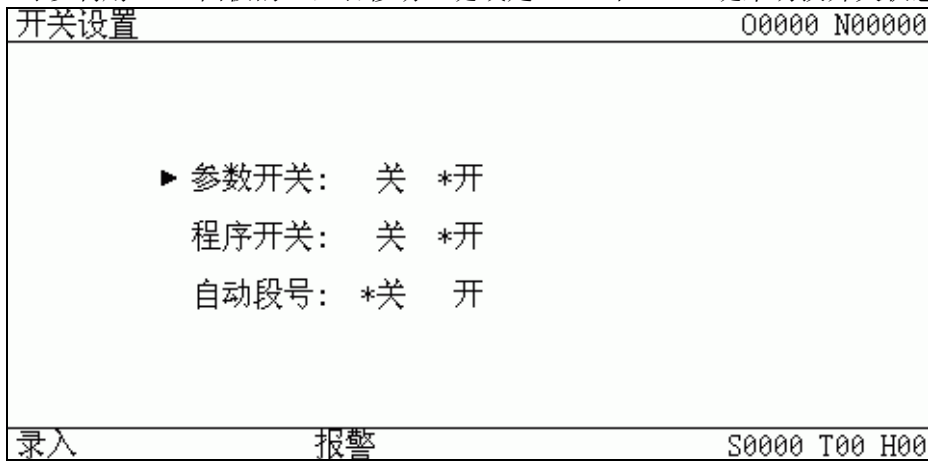 开关设置 O0000 N00000
参数开关: 关 *开
程序开关: 关 *开
自动段号: *关 开
录入 报警 S0000 T00 H00